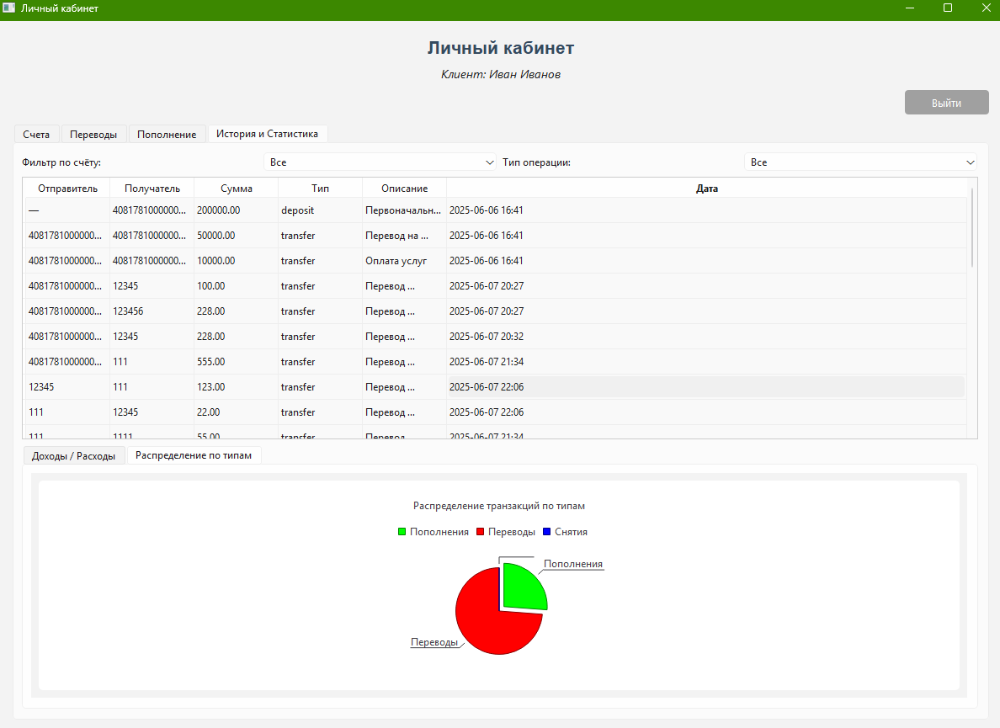 Личный кабинет
Личный кабинет
Клиент: Иван Иванов
Выйти
Счета Переводы Пополнение История и Статистика
Фильтр по счёту: Все Тип операции: Все
Отправитель Получатель Сумма Тип Описание Дата
— 4081781000000... 200000.00 deposit Первоначальн... 2025-06-06 16:41
4081781000000... 4081781000000... 50000.00 transfer Перевод на ... 2025-06-06 16:41
4081781000000... 4081781000000... 10000.00 transfer Оплата услуг 2025-06-06 16:41
4081781000000... 12345 100.00 transfer Перевод ... 2025-06-07 20:27
4081781000000... 123456 228.00 transfer Перевод ... 2025-06-07 20:27
4081781000000... 12345 228.00 transfer Перевод ... 2025-06-07 20:32
4081781000000... 111 555.00 transfer Перевод ... 2025-06-07 21:34
12345 111 123.00 transfer Перевод ... 2025-06-07 22:06
111 12345 22.00 transfer Перевод ... 2025-06-07 22:06
111 1111 55.00 transfer Перевод 2025-06-07 21:34
Доходы / Расходы Распределение по типам
Распределение транзакций по типам
Пополнения Переводы Снятия
Пополнения
Переводы